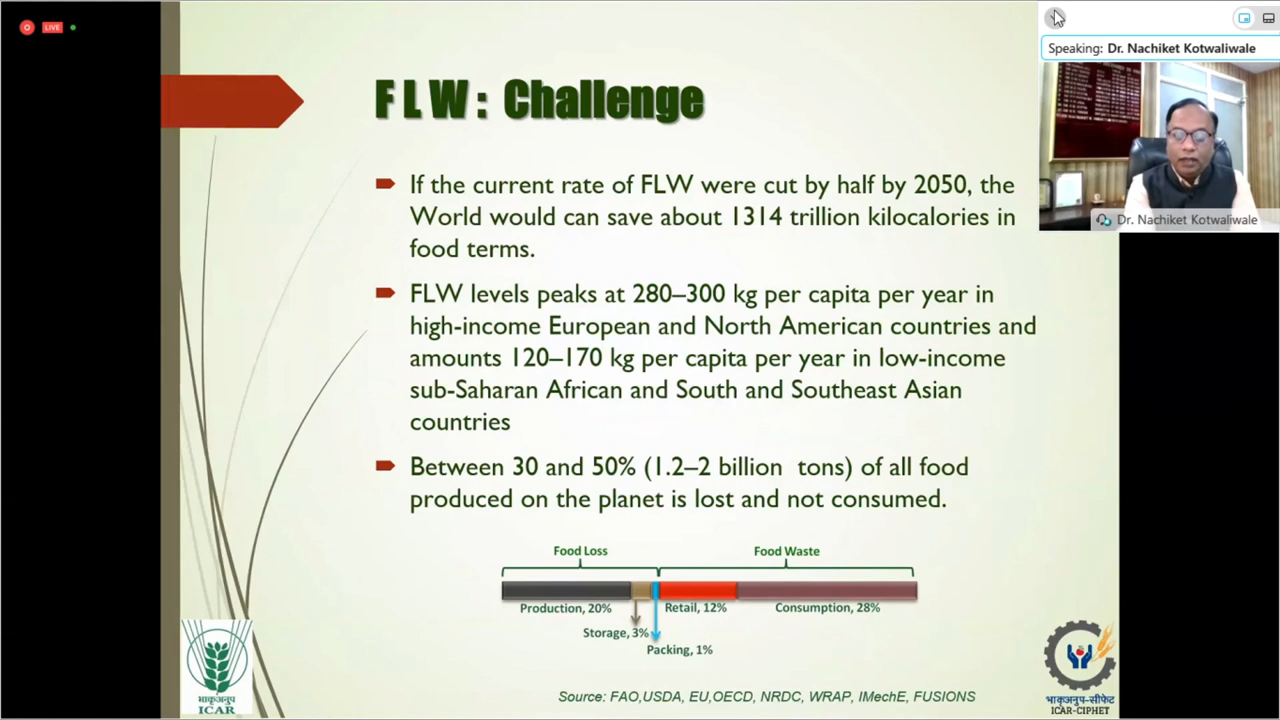 LIVE
Speaking: Dr. Nachiket Kotwaliwale
Dr. Nachiket Kotwaliwale
F L W : Challenge
If the current rate of FLW were cut by half by 2050, the
World would can save about 1314 trillion kilocalories in
food terms.
FLW levels peaks at 280–300 kg per capita per year in
high-income European and North American countries and
amounts 120–170 kg per capita per year in low-income
sub-Saharan African and South and Southeast Asian
countries
Between 30 and 50% (1.2–2 billion tons) of all food
produced on the planet is lost and not consumed.
Food Loss
Food Waste
Production, 20%
Retail, 12%
Consumption, 28%
Storage, 3%
Packing, 1%
Source: FAO,USDA, EU,OECD, NRDC, WRAP, IMechE, FUSIONS
भाकृअनुप
ICAR
भाकृअनुप-सीफेट
ICAR-CIPHET